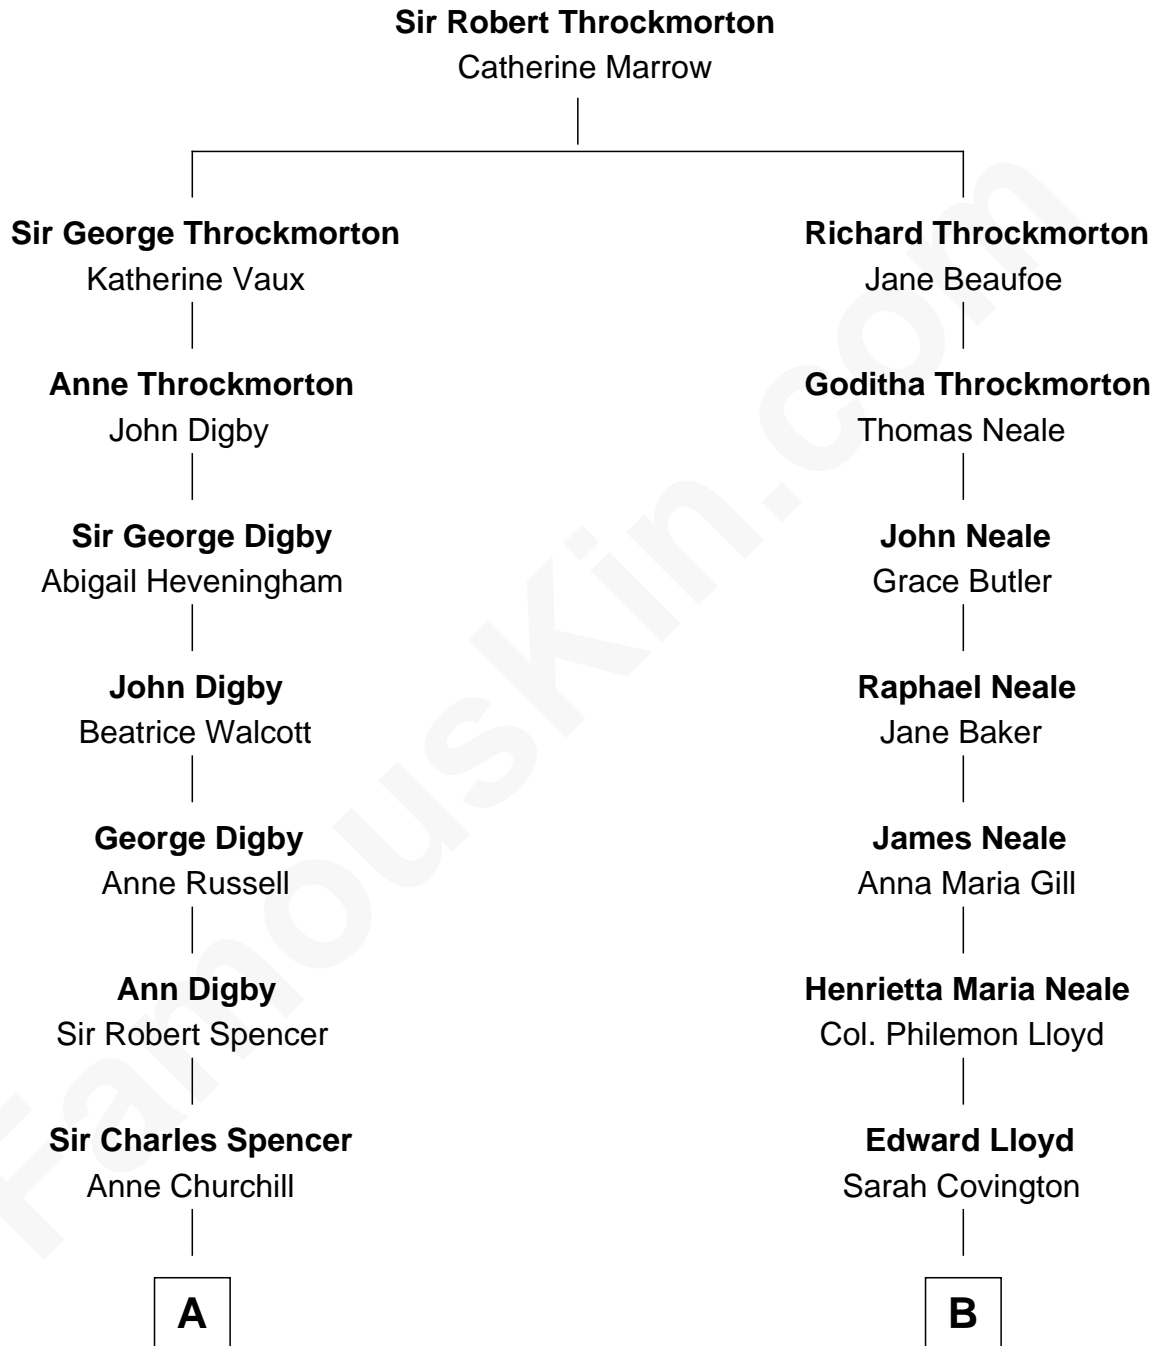 Sir Robert Throckmorton
Catherine Marrow
Sir George Throckmorton
Katherine Vaux
Richard Throckmorton
Jane Beaufoe
Anne Throckmorton
John Digby
Goditha Throckmorton
Thomas Neale
Sir George Digby
Abigail Heveningham
John Neale
Grace Butler
John Digby
Beatrice Walcott
Raphael Neale
Jane Baker
George Digby
Anne Russell
James Neale
Anna Maria Gill
Ann Digby
Sir Robert Spencer
Henrietta Maria Neale
Col. Philemon Lloyd
Sir Charles Spencer
Anne Churchill
Edward Lloyd
Sarah Covington
A
B
FamousKin.com